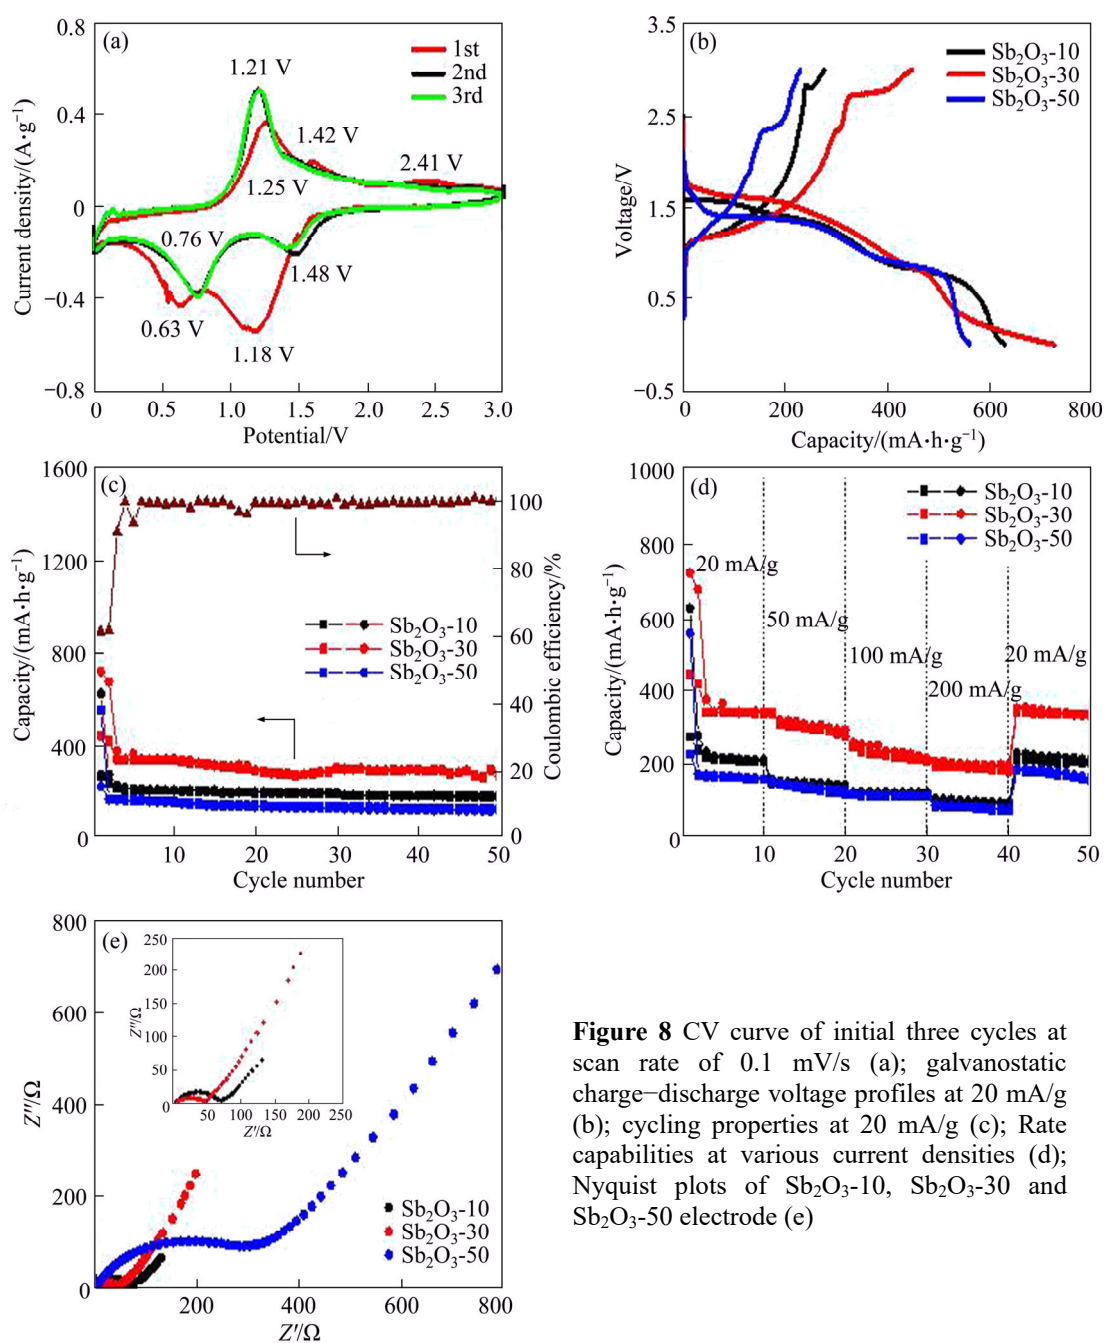 (a)
1st
2nd
3rd
1.21 V
1.42 V
2.41 V
1.25 V
0.76 V
1.48 V
0.63 V
1.18 V
0.8
0.4
0
−0.4
−0.8
Current density/(A·g⁻¹)
0 0.5 1.0 1.5 2.0 2.5 3.0
Potential/V
(b)
Sb₂O₃-10
Sb₂O₃-30
Sb₂O₃-50
3.5
2.5
1.5
0.5
−0.5
Voltage/V
0 200 400 600 800
Capacity/(mA·h·g⁻¹)
(c)
Sb₂O₃-10
Sb₂O₃-30
Sb₂O₃-50
1600
1400
1200
800
400
0
Capacity/(mA·h·g⁻¹)
100
80
60
40
20
0
Coulombic efficiency/%
10 20 30 40 50
Cycle number
(d)
Sb₂O₃-10
Sb₂O₃-30
Sb₂O₃-50
20 mA/g
50 mA/g
100 mA/g
200 mA/g
20 mA/g
1000
800
600
400
200
0
Capacity/(mA·h·g⁻¹)
10 20 30 40 50
Cycle number
(e)
250
200
150
100
50
0
Z″/Ω
50 100 150 200 250
Z′/Ω
Sb₂O₃-10
Sb₂O₃-30
Sb₂O₃-50
800
600
400
200
0
Z″/Ω
200 400 600 800
Z′/Ω
Figure 8 CV curve of initial three cycles at
scan rate of 0.1 mV/s (a); galvanostatic
charge−discharge voltage profiles at 20 mA/g
(b); cycling properties at 20 mA/g (c); Rate
capabilities at various current densities (d);
Nyquist plots of Sb₂O₃-10, Sb₂O₃-30 and
Sb₂O₃-50 electrode (e)